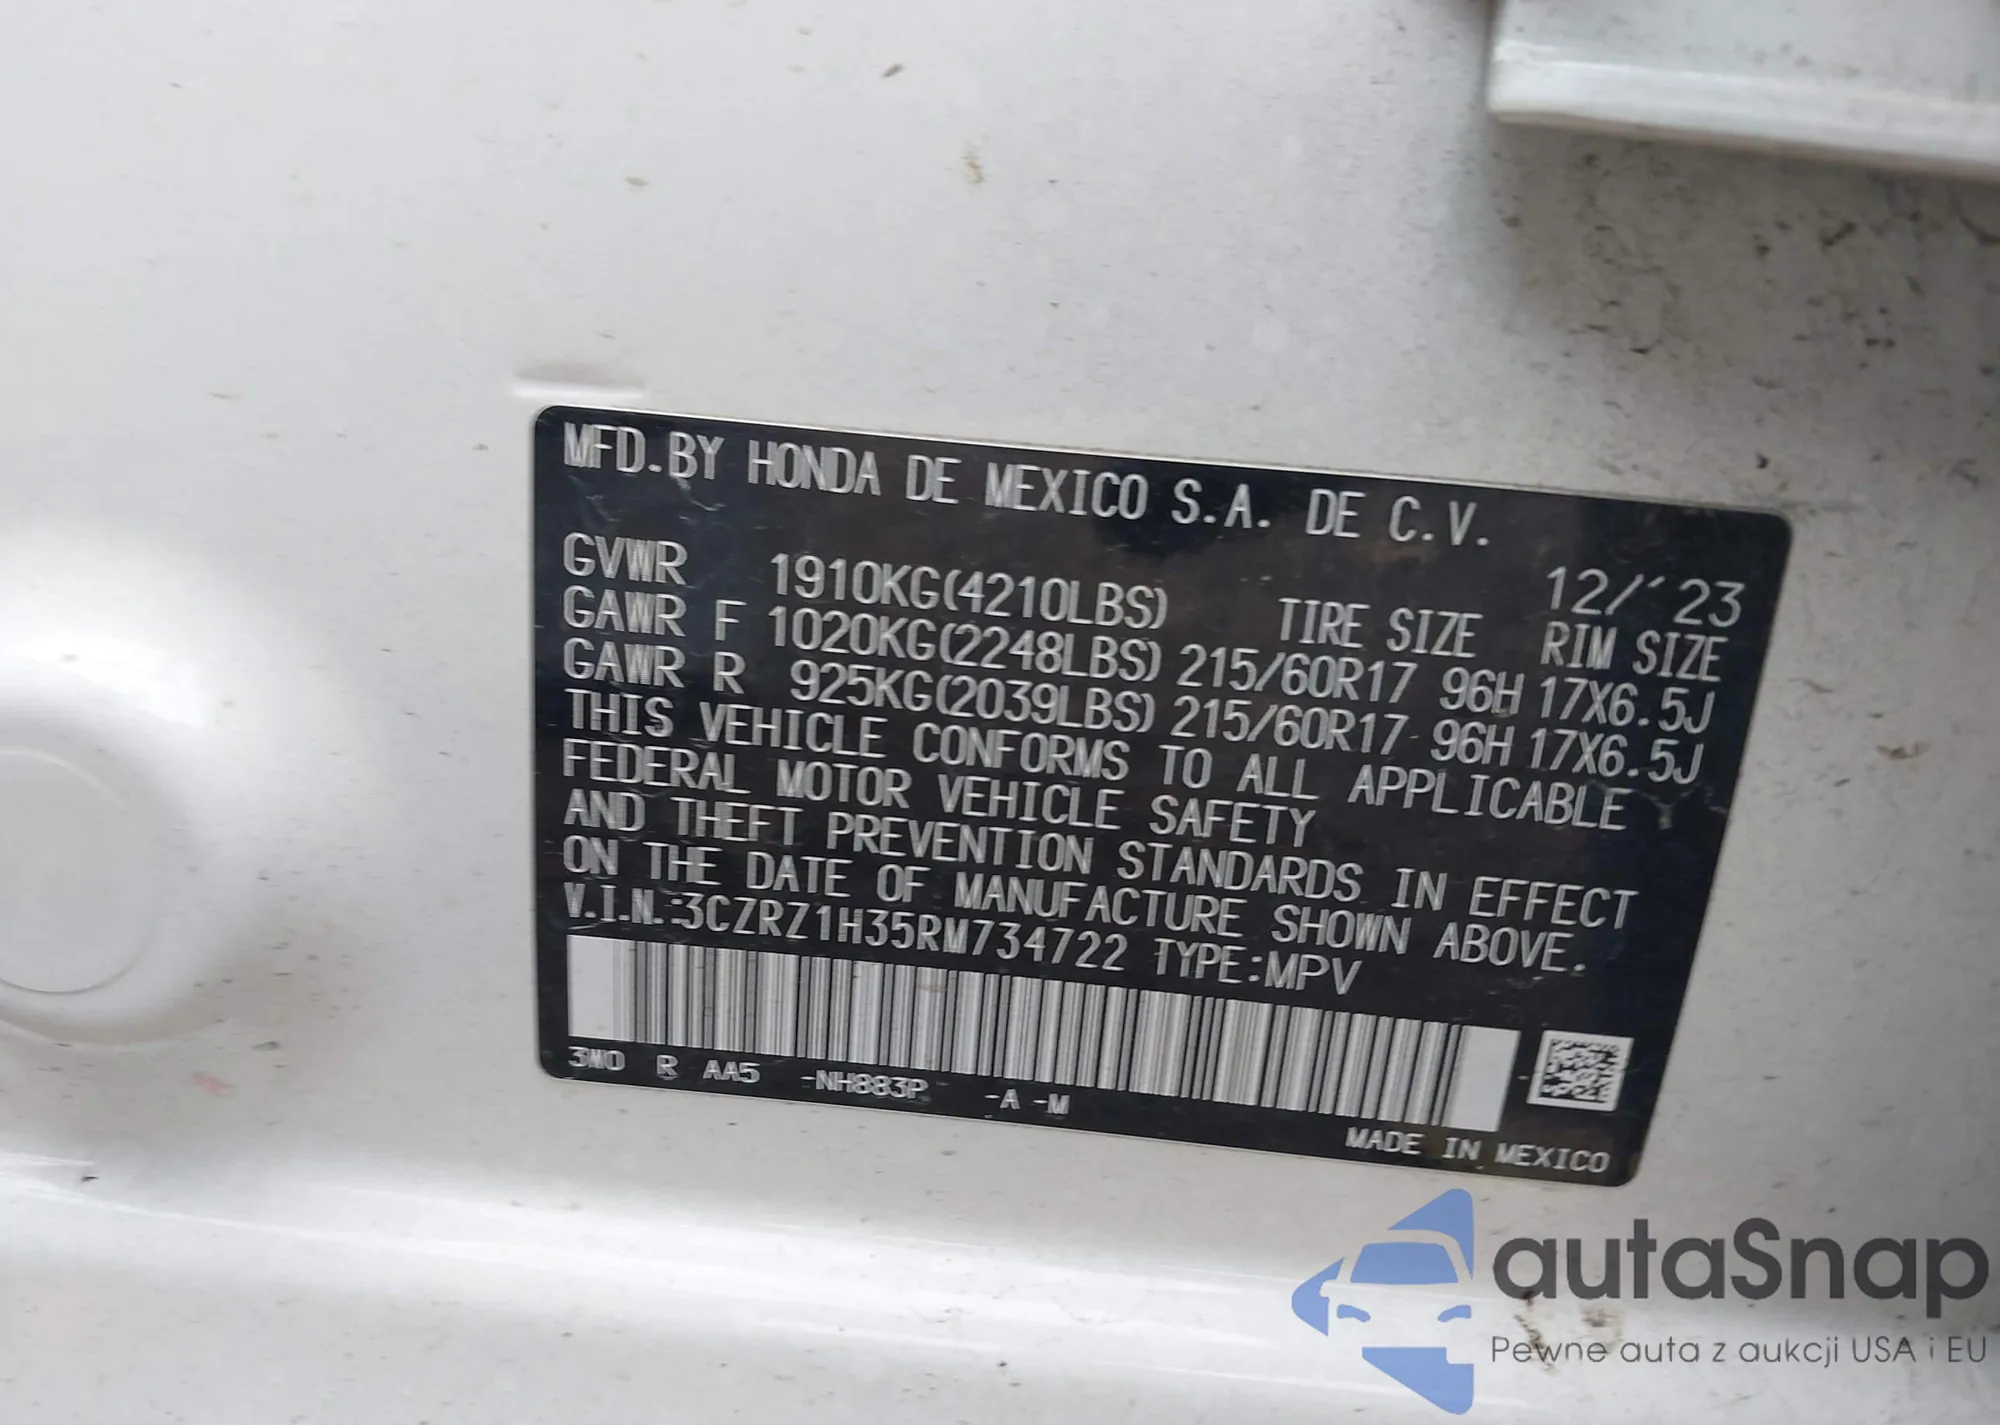 MFD.BY HONDA DE MEXICO S.A. DE C.V.
12/'23
GVWR 1910KG(4210LBS) TIRE SIZE RIM SIZE
GAWR F 1020KG(2248LBS) 215/60R17 96H 17X6.5J
GAWR R 925KG(2039LBS) 215/60R17 96H 17X6.5J
THIS VEHICLE CONFORMS TO ALL APPLICABLE
FEDERAL MOTOR VEHICLE SAFETY
AND THEFT PREVENTION STANDARDS IN EFFECT
ON THE DATE OF MANUFACTURE SHOWN ABOVE.
V.I.N.:3CZRZ1H35RM734722 TYPE:MPV
3W0 R AA5 -NH883P -A -M
MADE IN MEXICO
autaSnap
Pewne auta z aukcji USA i EU